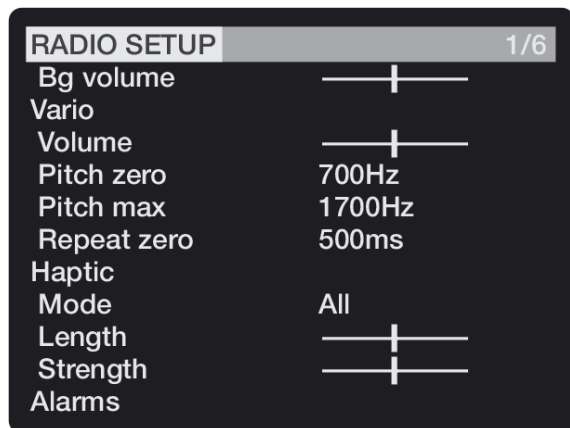 RADIO SETUP 1/6
Bg volume
Vario
Volume
Pitch zero 700Hz
Pitch max 1700Hz
Repeat zero 500ms
Haptic
Mode All
Length
Strength
Alarms